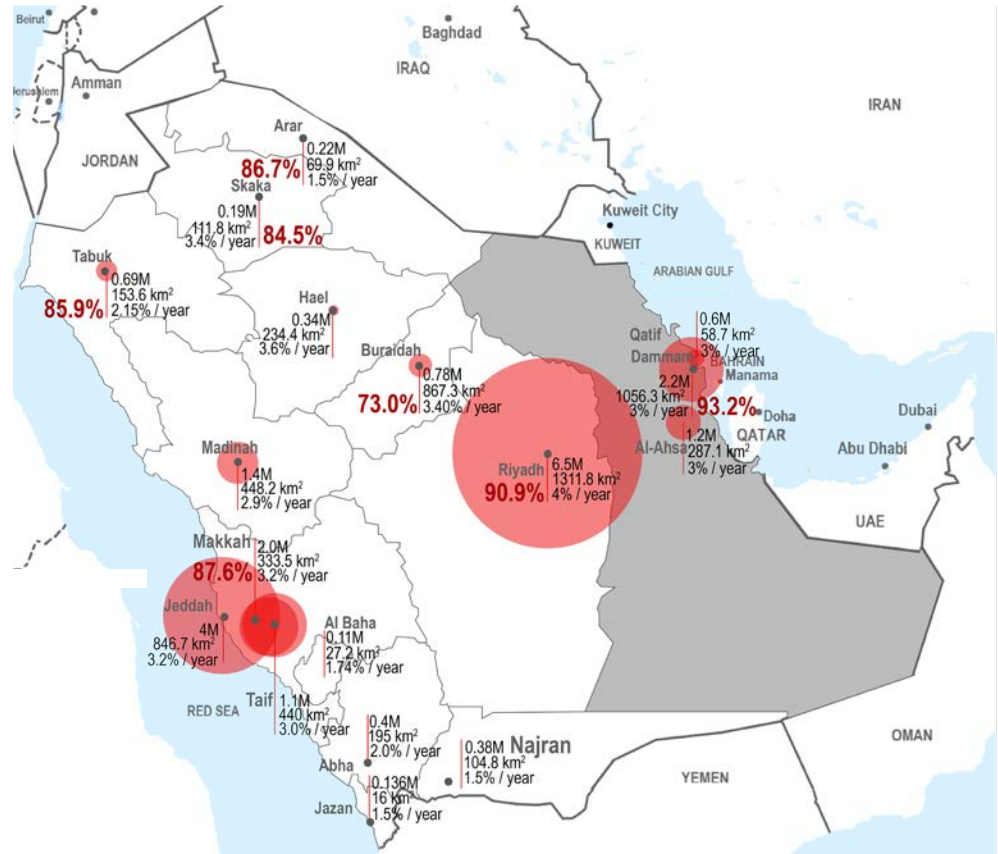 Beirut
Baghdad
IRAQ
Amman
Jerusalem
IRAN
Arar
JORDAN
0.22M
86.7%
69.9 km²
1.5% / year
Skaka
0.19M
111.8 km²
3.4% / year
84.5%
Kuweit City
KUWEIT
Tabuk
0.69M
153.6 km²
85.9%
2.15% / year
ARABIAN GULF
Hael
0.34M
234.4 km²
3.6% / year
0.6M
Qatif
58.7 km²
3% / year
Buraidah
0.78M
867.3 km²
73.0%
3.40% / year
Dammam
BAHRAIN
Manama
2.2M
1056.3 km²
3% / year
93.2%
Doha
QATAR
Dubai
Abu Dhabi
Al-Ahsa
1.2M
287.1 km²
3% / year
Madinah
1.4M
448.2 km²
2.9% / year
Riyadh
6.5M
1311.8 km²
90.9%
4% / year
UAE
Makkah
2.0M
333.5 km²
87.6%
3.2% / year
Jeddah
4M
846.7 km²
3.2% / year
Al Baha
0.11M
27.2 km²
1.74% / year
RED SEA
Taif
1.1M
440 km²
3.0% / year
0.4M
195 km²
2.0% / year
Abha
OMAN
0.38M
Najran
104.8 km²
1.5% / year
YEMEN
0.136M
16 km²
Jazan
1.5% / year